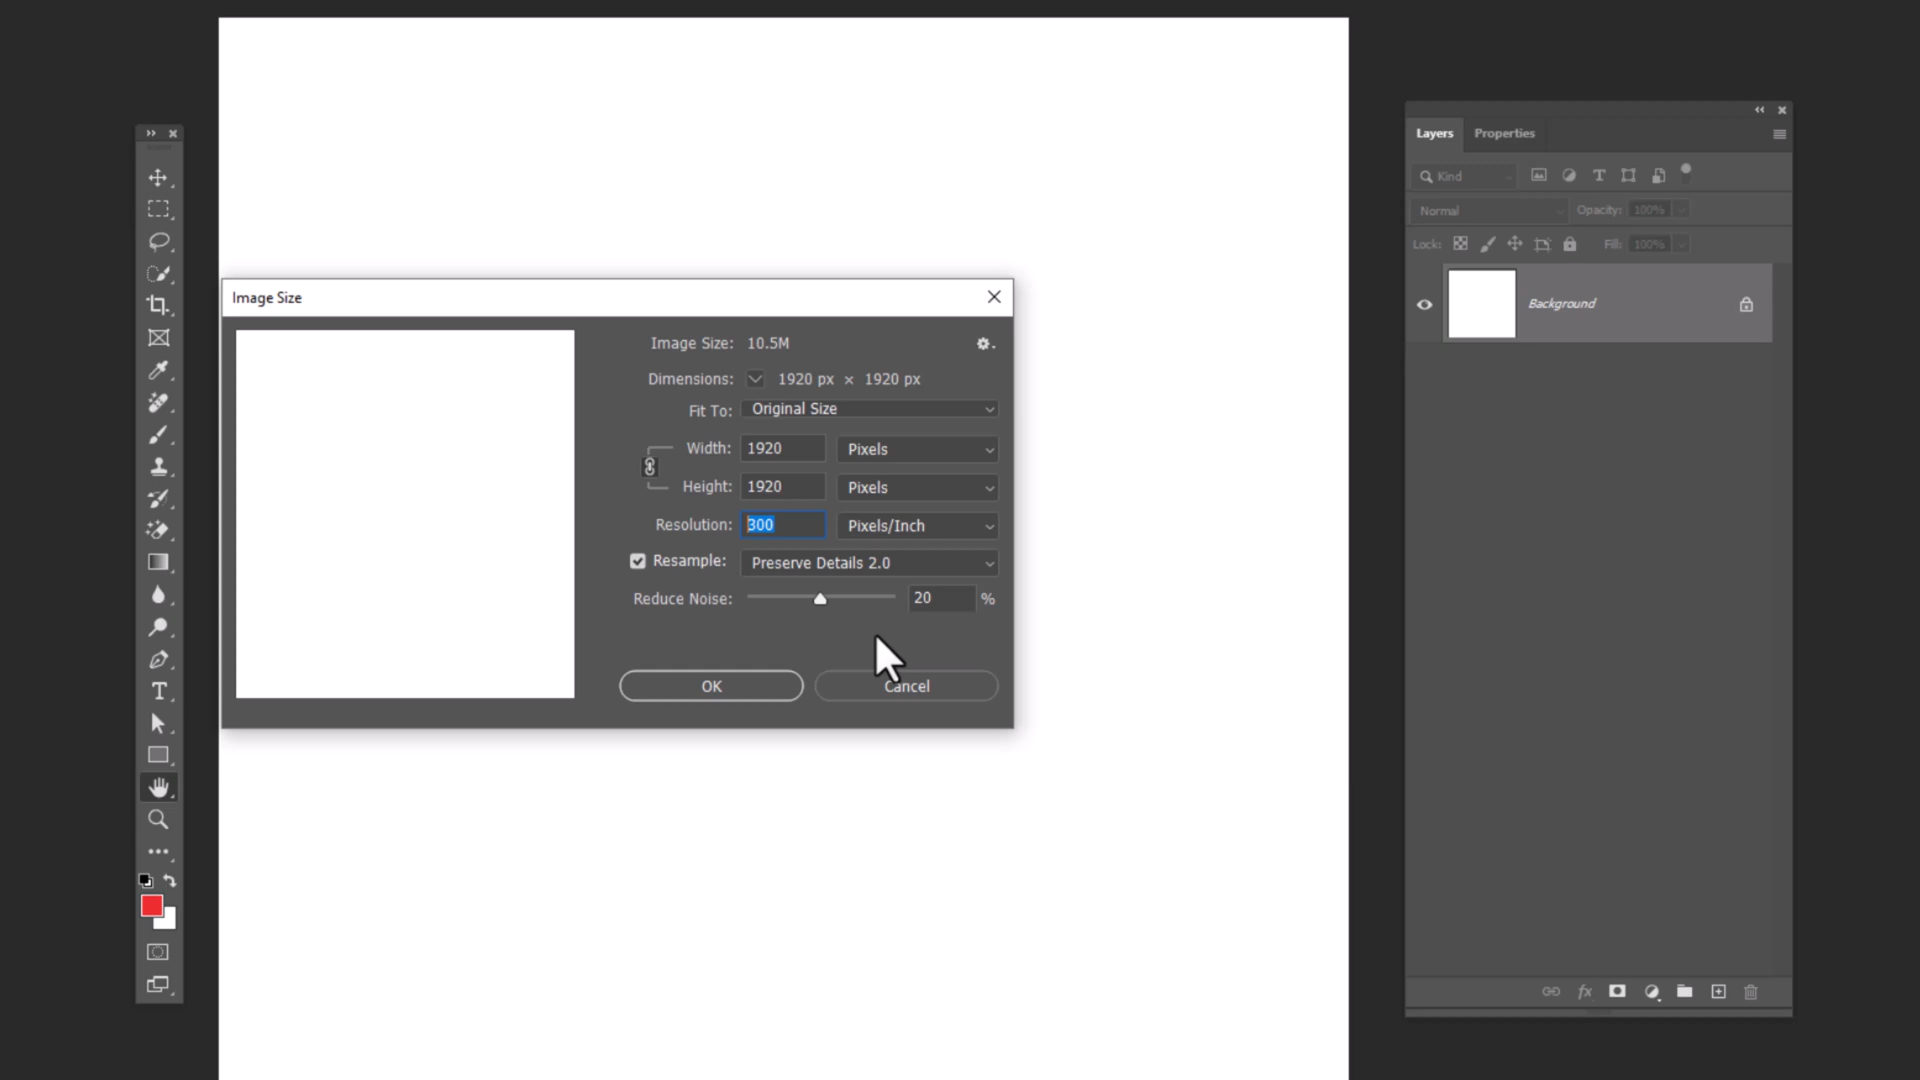 Layers Properties
Kind
Normal Opacity: 100%
Lock: Fill: 100%
Background
Image Size
Image Size: 10.5M
Dimensions: 1920 px × 1920 px
Fit To: Original Size
Width: 1920 Pixels
Height: 1920 Pixels
Resolution: 300 Pixels/Inch
Resample: Preserve Details 2.0
Reduce Noise: 20 %
OK Cancel